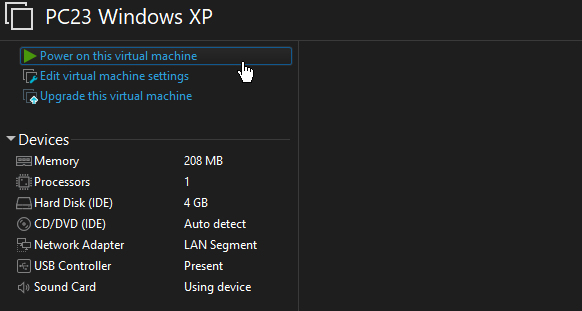 PC23 Windows XP
Power on this virtual machine
Edit virtual machine settings
Upgrade this virtual machine
Devices
Memory 208 MB
Processors 1
Hard Disk (IDE) 4 GB
CD/DVD (IDE) Auto detect
Network Adapter LAN Segment
USB Controller Present
Sound Card Using device